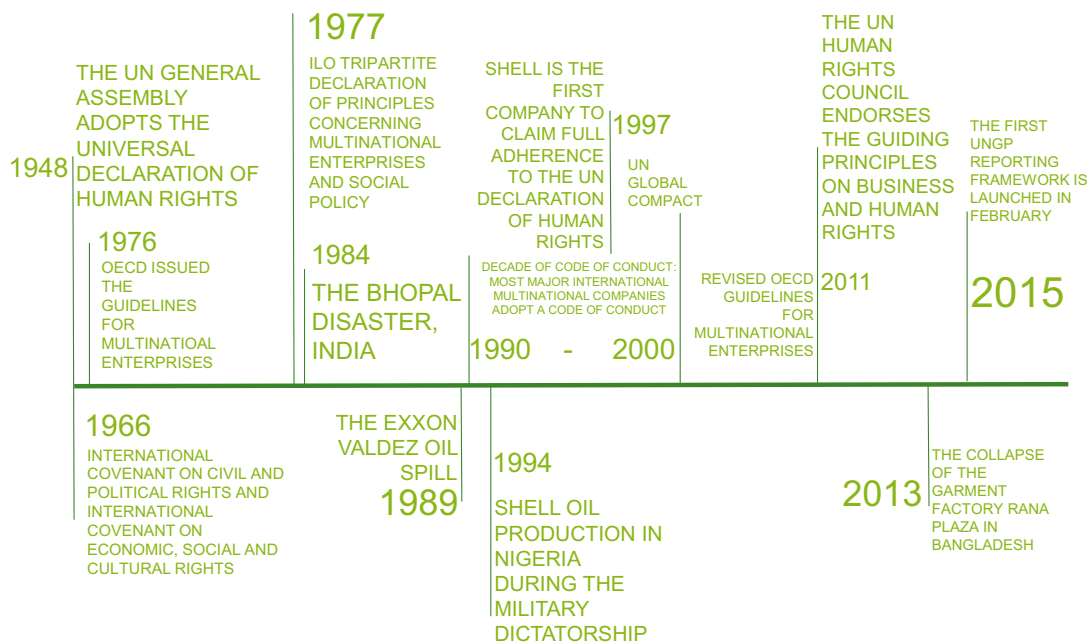 1948
THE UN GENERAL
ASSEMBLY
ADOPTS THE
UNIVERSAL
DECLARATION OF
HUMAN RIGHTS
1976
OECD ISSUED
THE
GUIDELINES
FOR
MULTINATIOAL
ENTERPRISES
1977
ILO TRIPARTITE
DECLARATION
OF PRINCIPLES
CONCERNING
MULTINATIONAL
ENTERPRISES
AND SOCIAL
POLICY
1984
THE BHOPAL
DISASTER,
INDIA
SHELL IS THE
FIRST
COMPANY TO
CLAIM FULL
ADHERENCE
TO THE UN
DECLARATION
OF HUMAN
RIGHTS
1997
UN
GLOBAL
COMPACT
DECADE OF CODE OF CONDUCT:
MOST MAJOR INTERNATIONAL
MULTINATIONAL COMPANIES
ADOPT A CODE OF CONDUCT
1990 - 2000
REVISED OECD
GUIDELINES
FOR
MULTINATIONAL
ENTERPRISES
THE UN
HUMAN
RIGHTS
COUNCIL
ENDORSES
THE GUIDING
PRINCIPLES
ON BUSINESS
AND HUMAN
RIGHTS
2011
THE FIRST
UNGP
REPORTING
FRAMEWORK IS
LAUNCHED IN
FEBRUARY
2015
1966
INTERNATIONAL
COVENANT ON CIVIL AND
POLITICAL RIGHTS AND
INTERNATIONAL
COVENANT ON
ECONOMIC, SOCIAL AND
CULTURAL RIGHTS
THE EXXON
VALDEZ OIL
SPILL
1989
1994
SHELL OIL
PRODUCTION IN
NIGERIA
DURING THE
MILITARY
DICTATORSHIP
2013
THE COLLAPSE
OF THE
GARMENT
FACTORY RANA
PLAZA IN
BANGLADESH